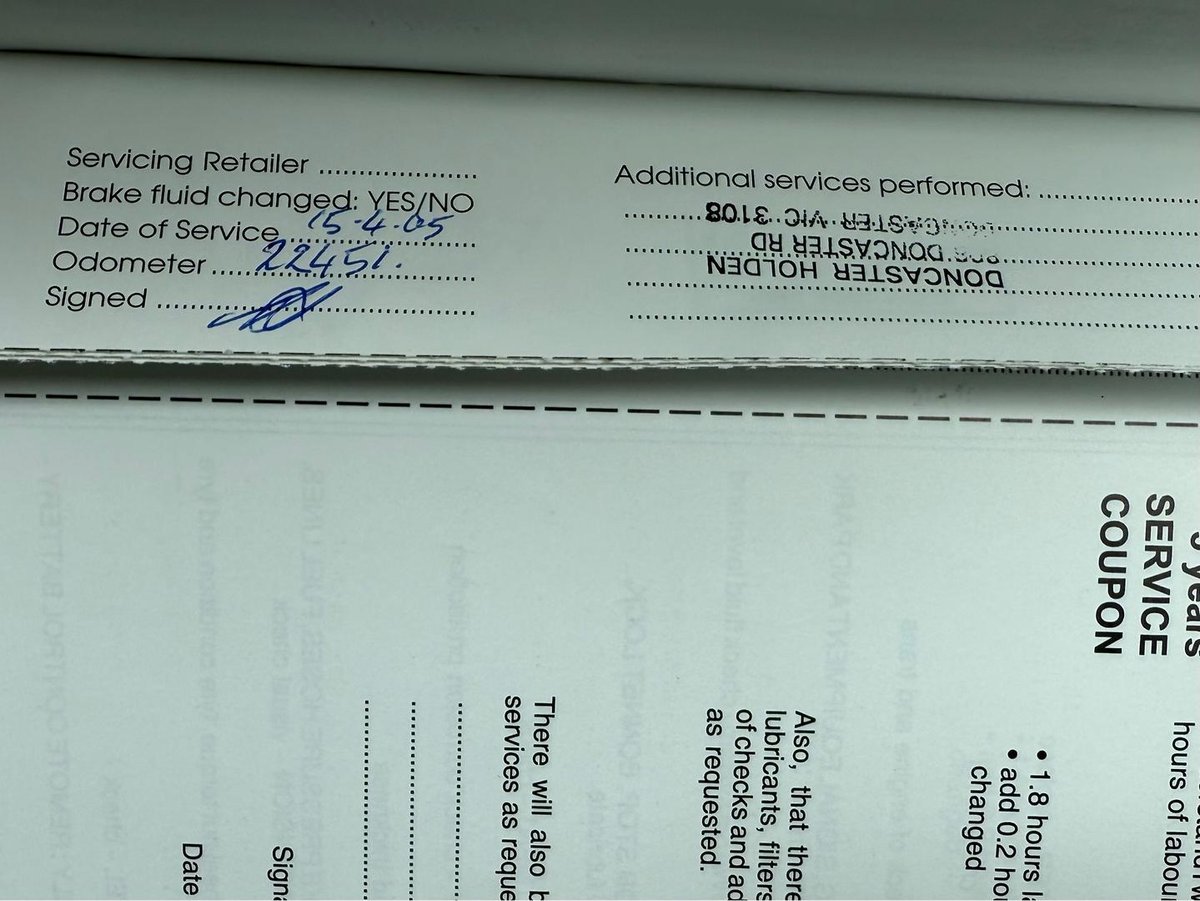 Servicing Retailer ....................
Brake fluid changed: YES/NO
Date of Service 15-4-05
Odometer 22451.
Signed ....................
Additional services performed: ....................
DONCASTER HOLDEN
DONCASTER RD
DONCASTER VIC 3108
years
SERVICE
COUPON
hours of labou
• 1.8 hours la
• add 0.2 hou
changed
Also, that there
lubricants, filters
of checks and ad
as requested.
There will also b
services as reque
Signa
Date